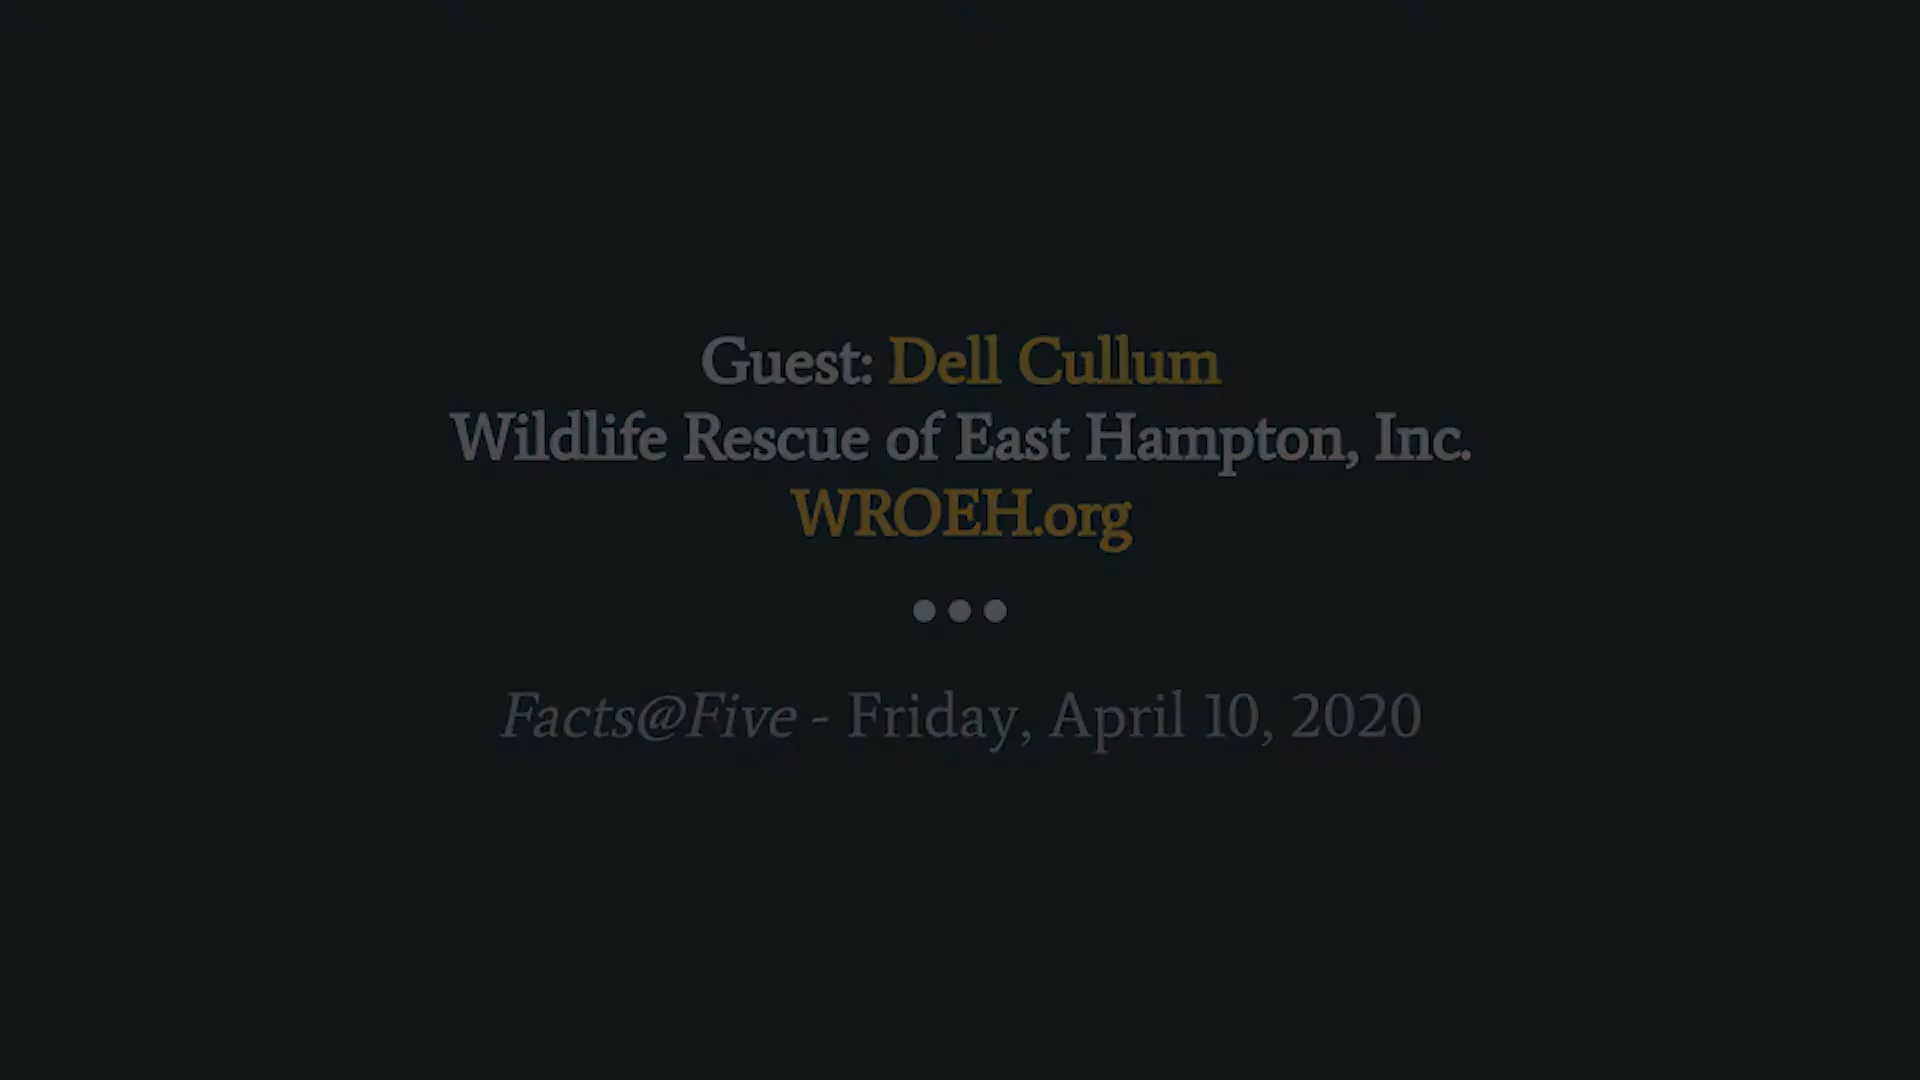 Guest: Dell Cullum
Wildlife Rescue of East Hampton, Inc.
WROEH.org
Facts@Five - Friday, April 10, 2020